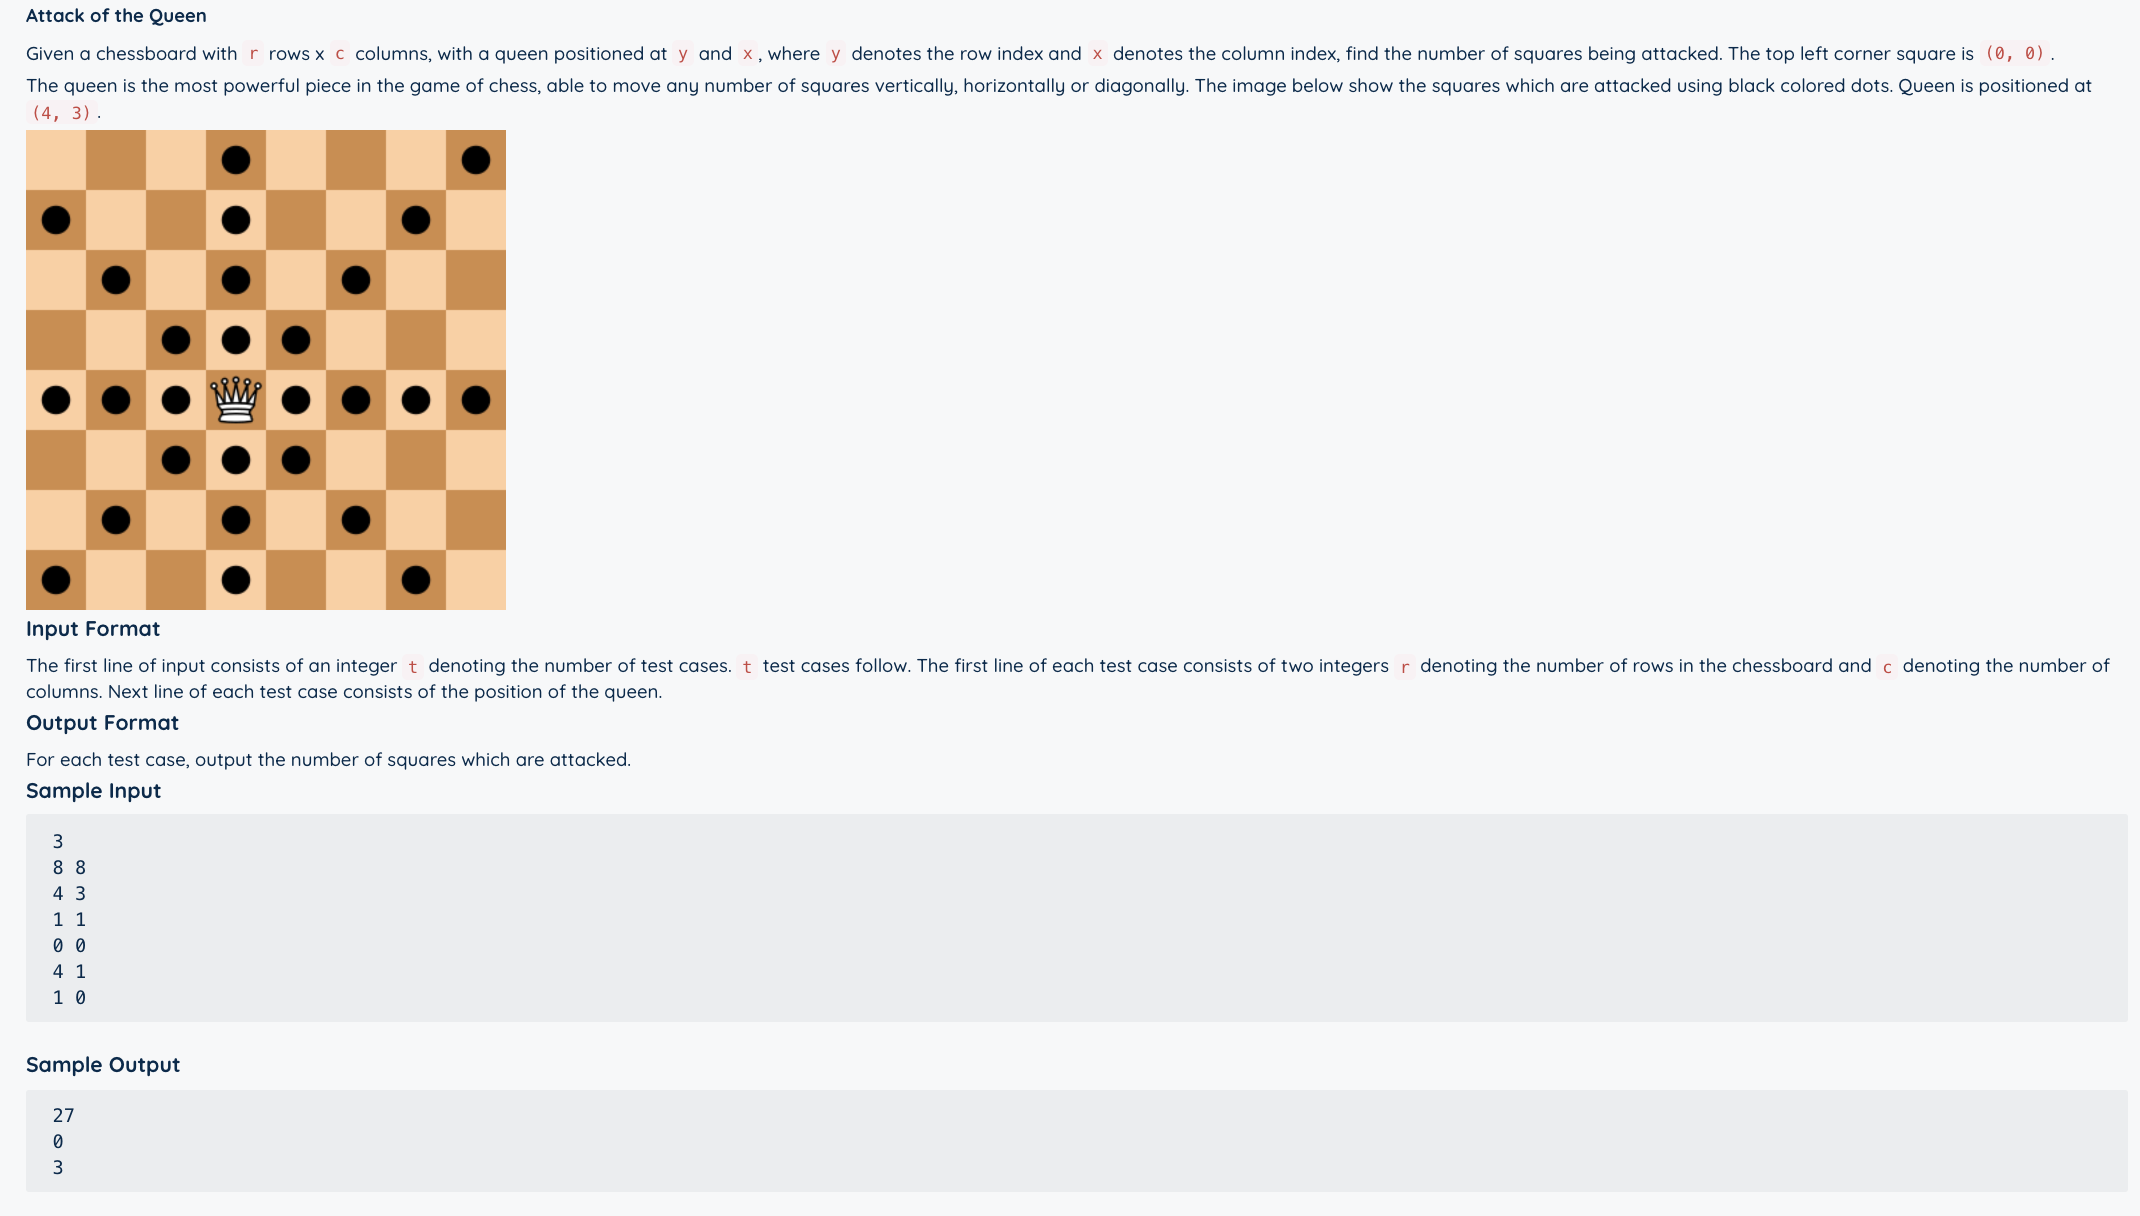 Attack of the Queen
Given a chessboard with r rows x c columns, with a queen positioned at y and x, where y denotes the row index and x denotes the column index, find the number of squares being attacked. The top left corner square is (0, 0).
The queen is the most powerful piece in the game of chess, able to move any number of squares vertically, horizontally or diagonally. The image below show the squares which are attacked using black colored dots. Queen is positioned at
(4, 3).
Input Format
The first line of input consists of an integer t denoting the number of test cases. t test cases follow. The first line of each test case consists of two integers r denoting the number of rows in the chessboard and c denoting the number of
columns. Next line of each test case consists of the position of the queen.
Output Format
For each test case, output the number of squares which are attacked.
Sample Input
3
8 8
4 3
1 1
0 0
4 1
1 0
Sample Output
27
0
3